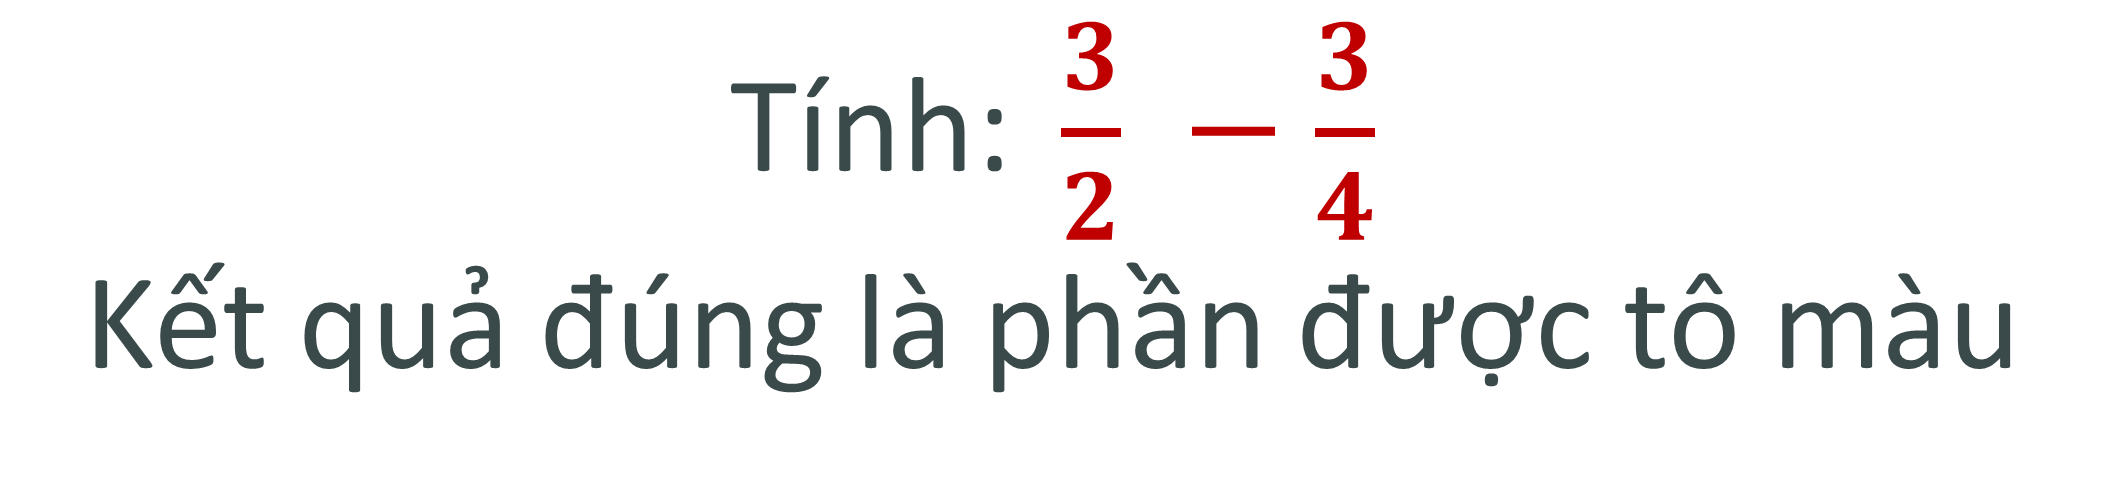 Tính: 3/2 − 3/4
Kết quả đúng là phần được tô màu